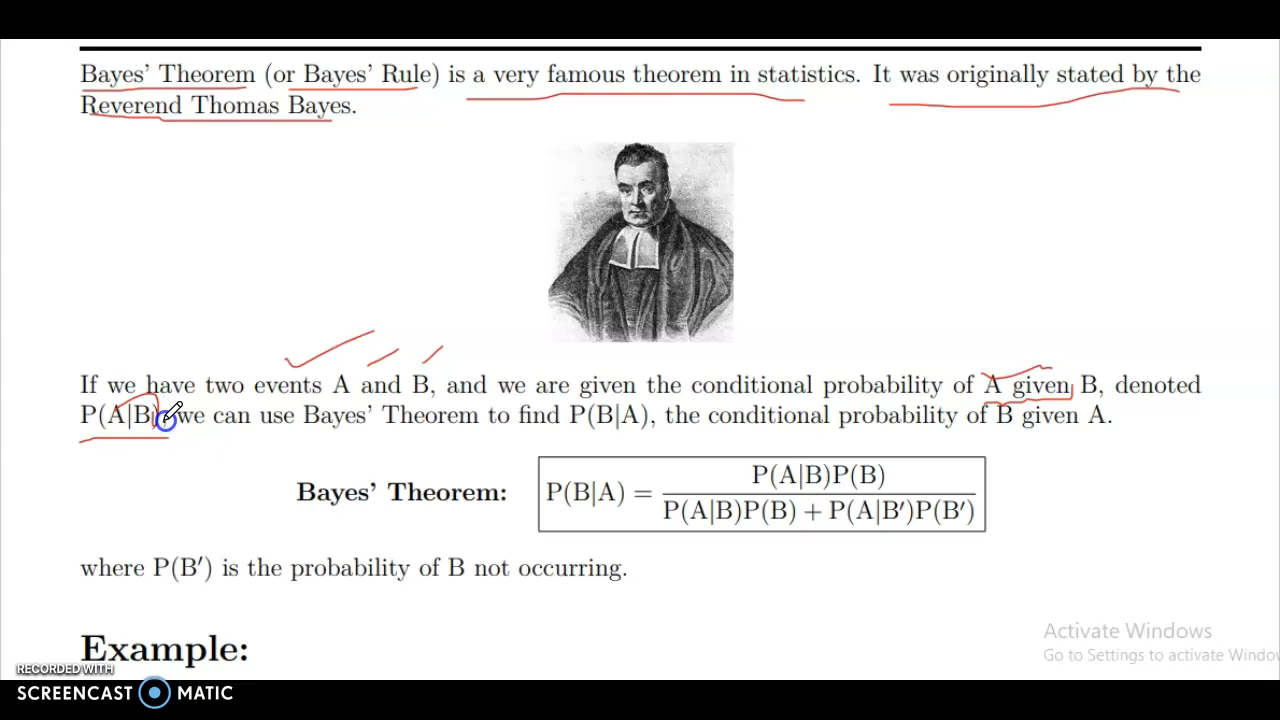 Bayes' Theorem (or Bayes' Rule) is a very famous theorem in statistics. It was originally stated by the
Reverend Thomas Bayes.
If we have two events A and B, and we are given the conditional probability of A given B, denoted
P(A|B), we can use Bayes' Theorem to find P(B|A), the conditional probability of B given A.
Bayes' Theorem: P(B|A) = P(A|B)P(B)
P(A|B)P(B) + P(A|B′)P(B′)
where P(B′) is the probability of B not occurring.
Example:
Activate Windows
Go to Settings to activate Windo
RECORDED WITH
SCREENCAST MATIC